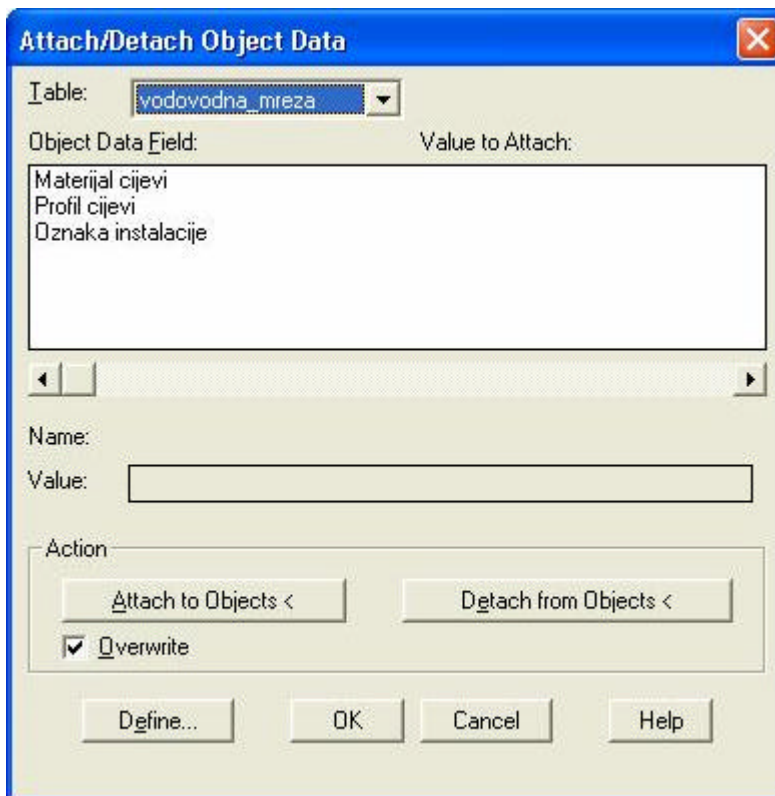 Attach/Detach Object Data
Table: vodovodna_mreza
Object Data Field: Value to Attach:
Materijal cijevi
Profil cijevi
Oznaka instalacije
Name:
Value:
Action
Attach to Objects < Detach from Objects <
Overwrite
Define... OK Cancel Help